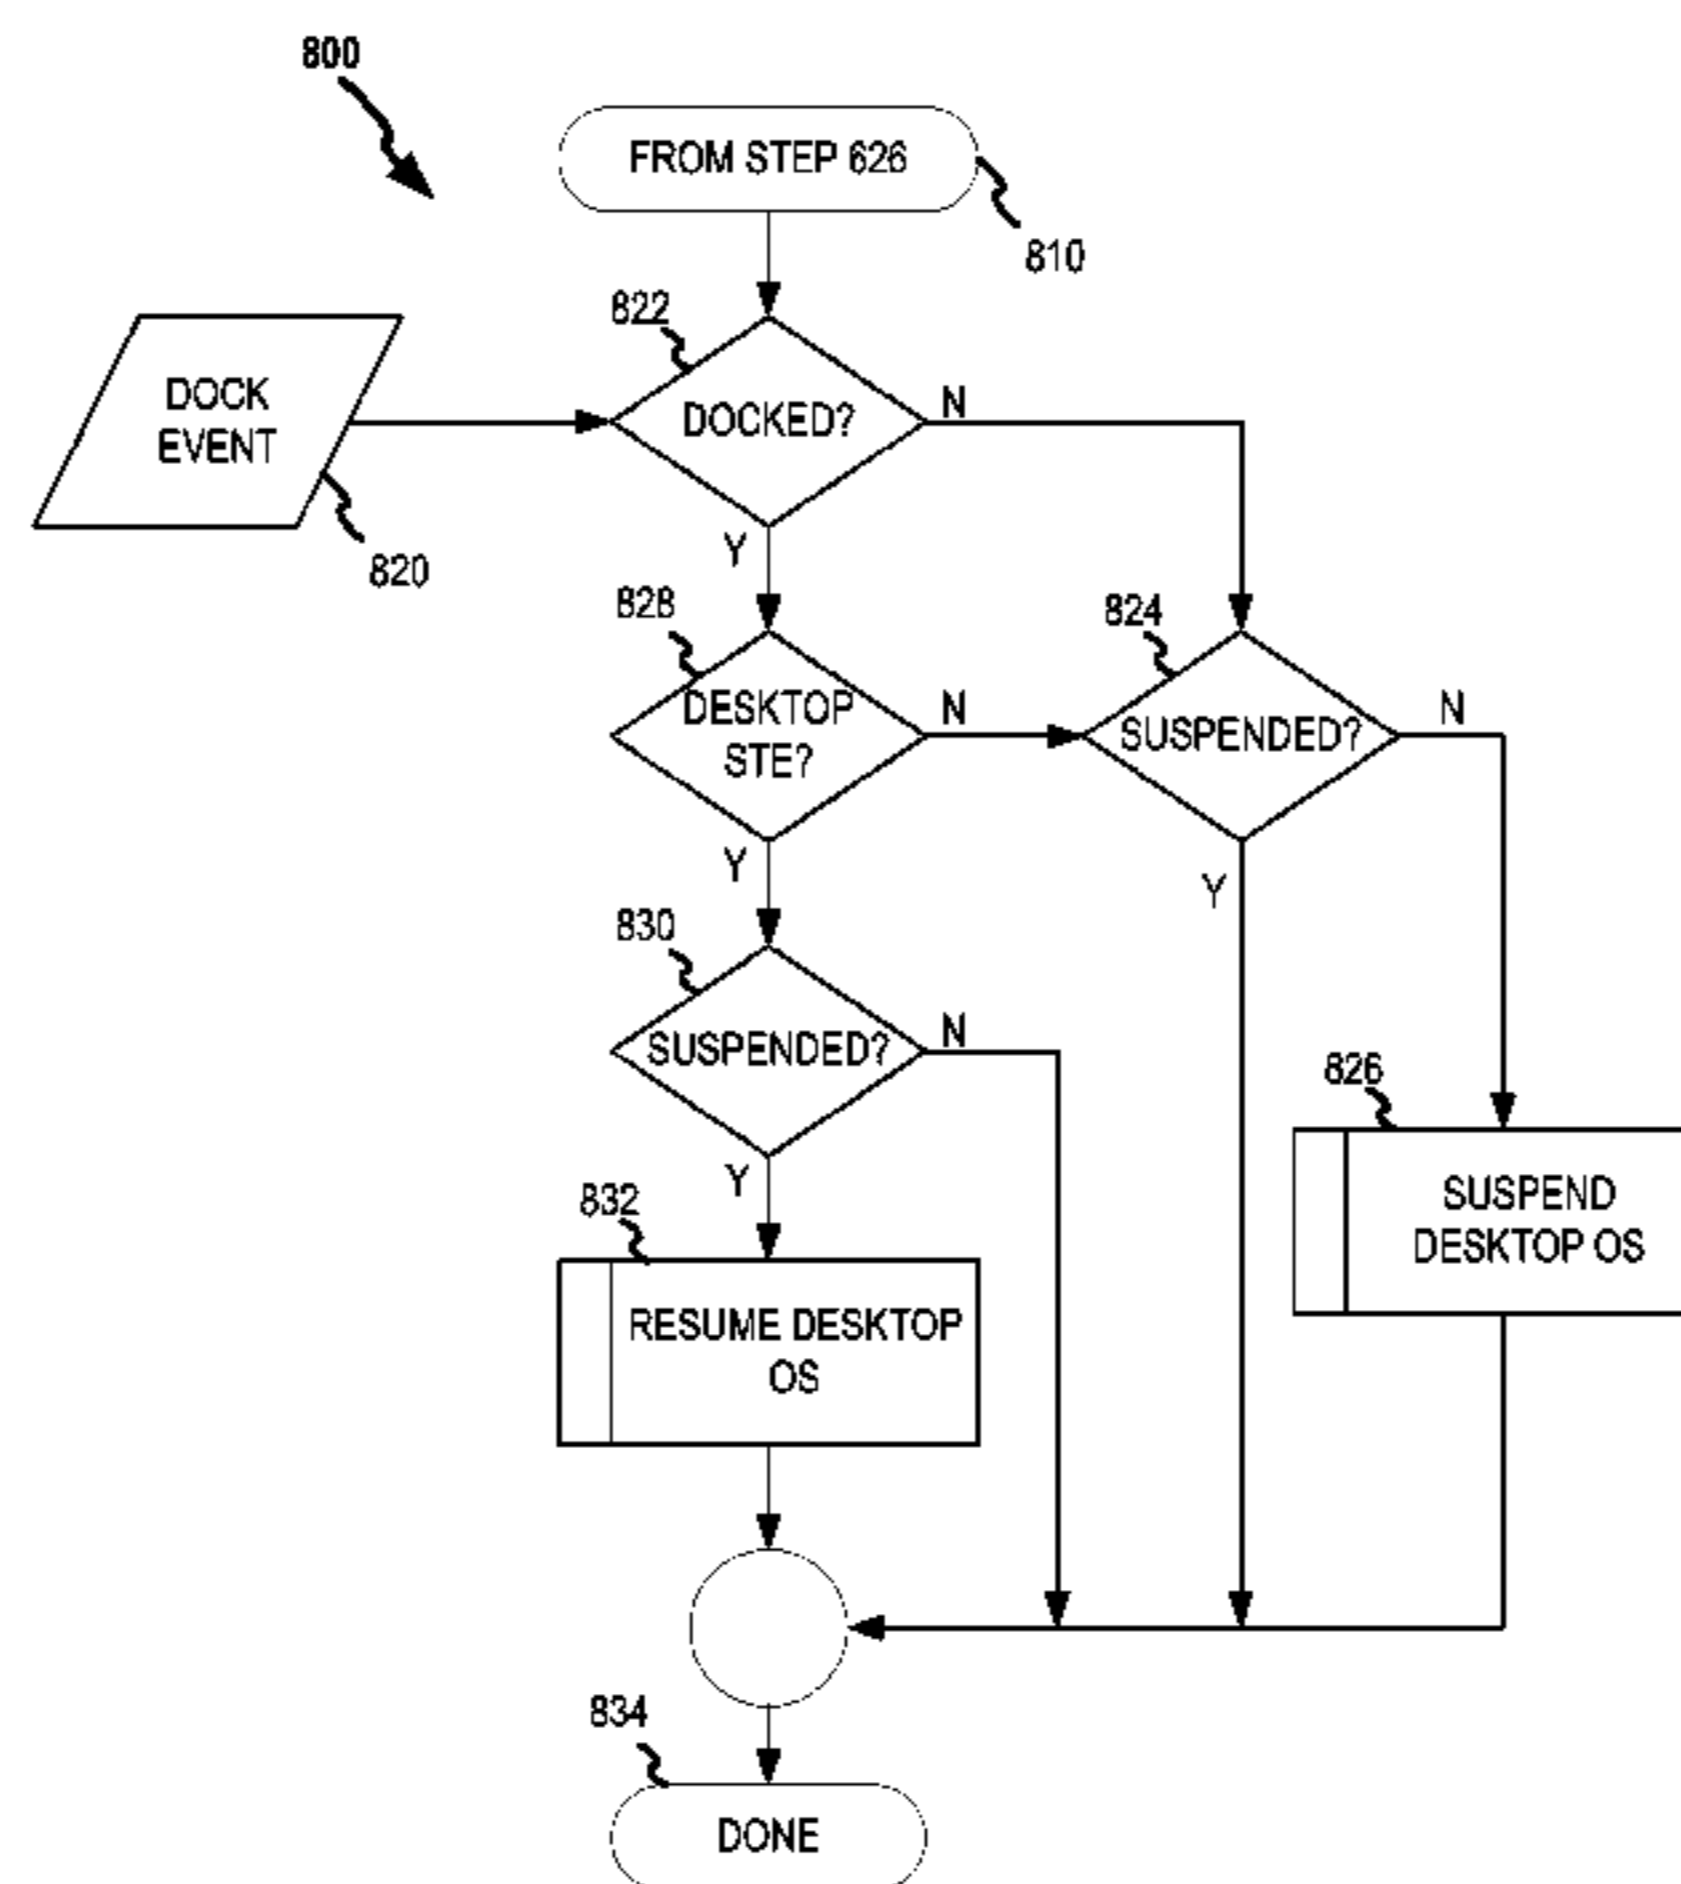 800
FROM STEP 626
810
822
DOCK
EVENT
DOCKED?
N
820
Y
828
824
DESKTOP
STE?
N
SUSPENDED?
N
Y
Y
830
SUSPENDED?
N
826
Y
832
SUSPEND
DESKTOP OS
RESUME DESKTOP
OS
834
DONE